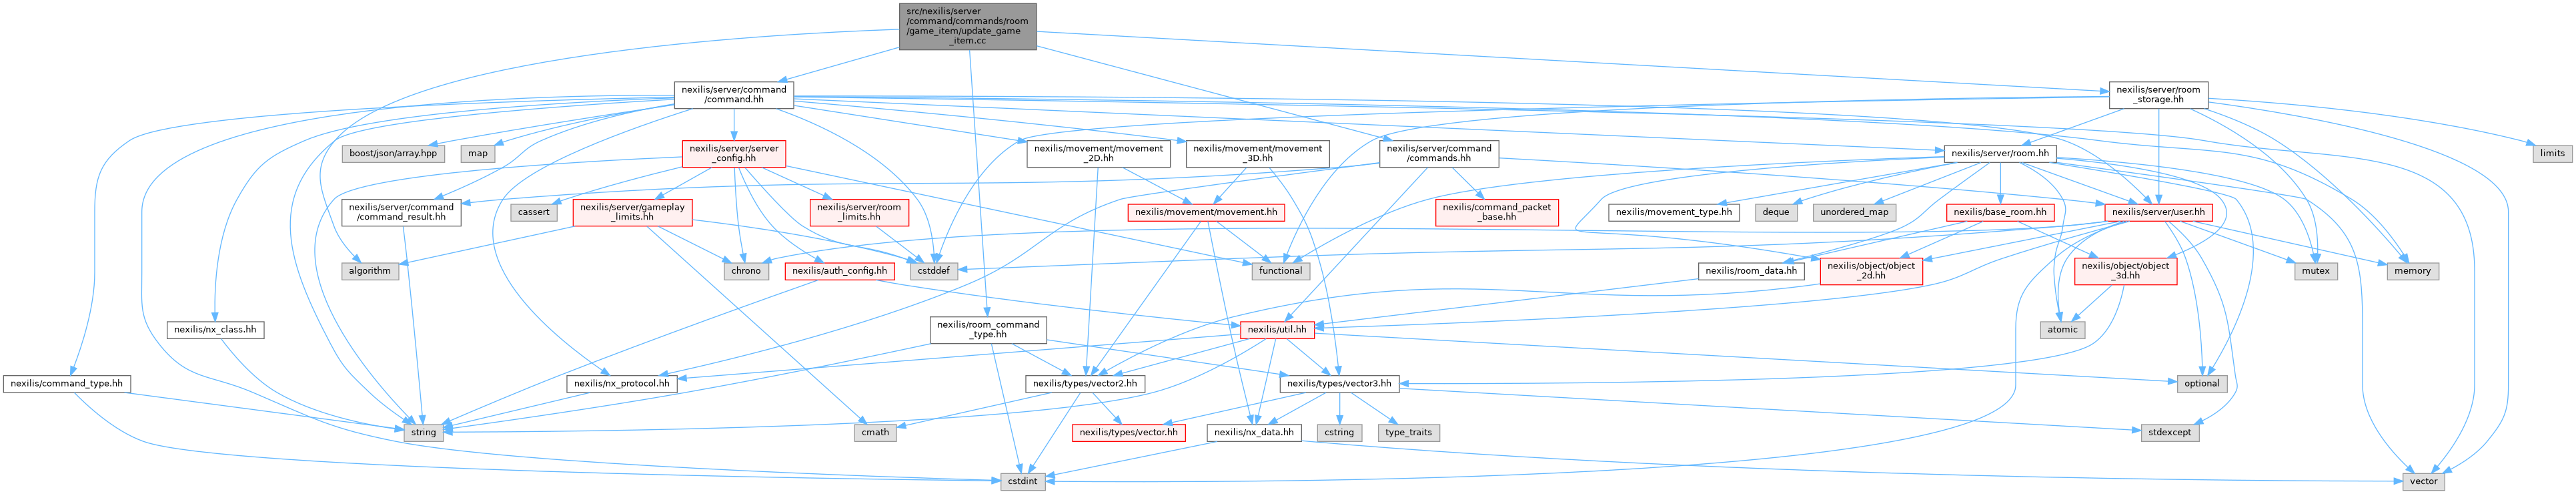 src/nexilis/server
/command/commands/room
/game_item/update_game
_item.cc
nexilis/server/command
/command.hh
nexilis/server/room
_storage.hh
boost/json/array.hpp
map
nexilis/server/server
_config.hh
nexilis/movement/movement
_2D.hh
nexilis/movement/movement
_3D.hh
nexilis/server/command
/commands.hh
nexilis/server/room.hh
limits
nexilis/server/command
/command_result.hh
cassert
nexilis/server/gameplay
_limits.hh
nexilis/server/room
_limits.hh
nexilis/movement/movement.hh
nexilis/command_packet
_base.hh
nexilis/movement_type.hh
deque
unordered_map
nexilis/base_room.hh
nexilis/server/user.hh
algorithm
chrono
nexilis/auth_config.hh
cstddef
functional
nexilis/room_data.hh
nexilis/object/object
_2d.hh
nexilis/object/object
_3d.hh
mutex
memory
nexilis/nx_class.hh
nexilis/room_command
_type.hh
nexilis/util.hh
atomic
nexilis/command_type.hh
nexilis/nx_protocol.hh
nexilis/types/vector2.hh
nexilis/types/vector3.hh
optional
string
cmath
nexilis/types/vector.hh
nexilis/nx_data.hh
cstring
type_traits
stdexcept
cstdint
vector